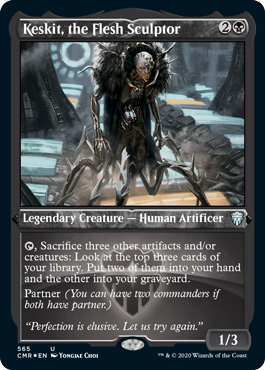 Keskit, the Flesh Sculptor 2
Legendary Creature — Human Artificer
, Sacrifice three other artifacts and/or
creatures: Look at the top three cards of
your library. Put two of them into your hand
and the other into your graveyard.
Partner (You can have two commanders if
both have partner.)
"Perfection is elusive. Let us try again."
1/3
565 U
CMR ★ EN YONGJAE CHOI ™ & © 2020 Wizards of the Coast